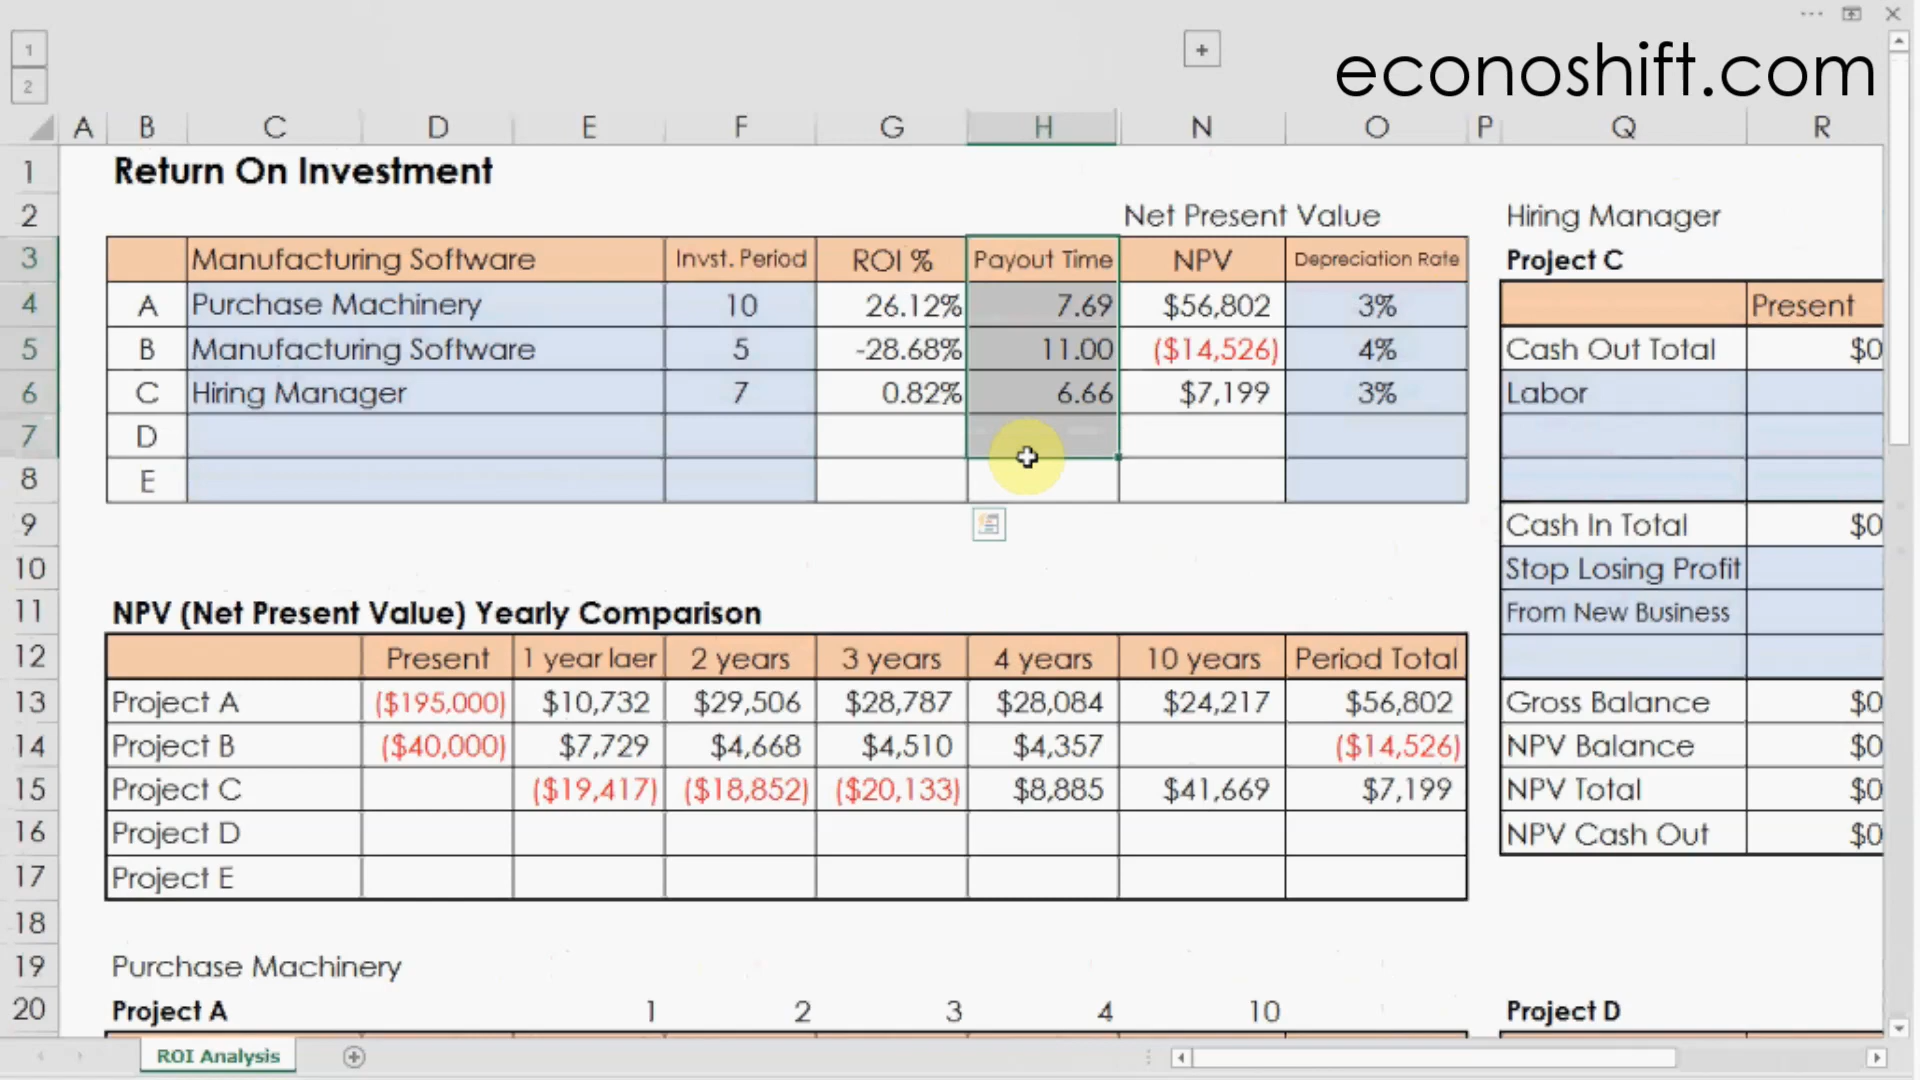 1
2
+
econoshift.com
A B C D E F G H N O P Q R
1 Return On Investment
2 Net Present Value Hiring Manager
3 Manufacturing Software Invst. Period ROI % Payout Time NPV Depreciation Rate Project C
4 A Purchase Machinery 10 26.12% 7.69 $56,802 3% Present
5 B Manufacturing Software 5 -28.68% 11.00 ($14,526) 4% Cash Out Total $0
6 C Hiring Manager 7 0.82% 6.66 $7,199 3% Labor
7 D
8 E
9 Cash In Total $0
10 Stop Losing Profit
11 NPV (Net Present Value) Yearly Comparison From New Business
12 Present 1 year laer 2 years 3 years 4 years 10 years Period Total
13 Project A ($195,000) $10,732 $29,506 $28,787 $28,084 $24,217 $56,802 Gross Balance $0
14 Project B ($40,000) $7,729 $4,668 $4,510 $4,357 ($14,526) NPV Balance $0
15 Project C ($19,417) ($18,852) ($20,133) $8,885 $41,669 $7,199 NPV Total $0
16 Project D NPV Cash Out $0
17 Project E
18
19 Purchase Machinery
20 Project A 1 2 3 4 10 Project D
ROI Analysis